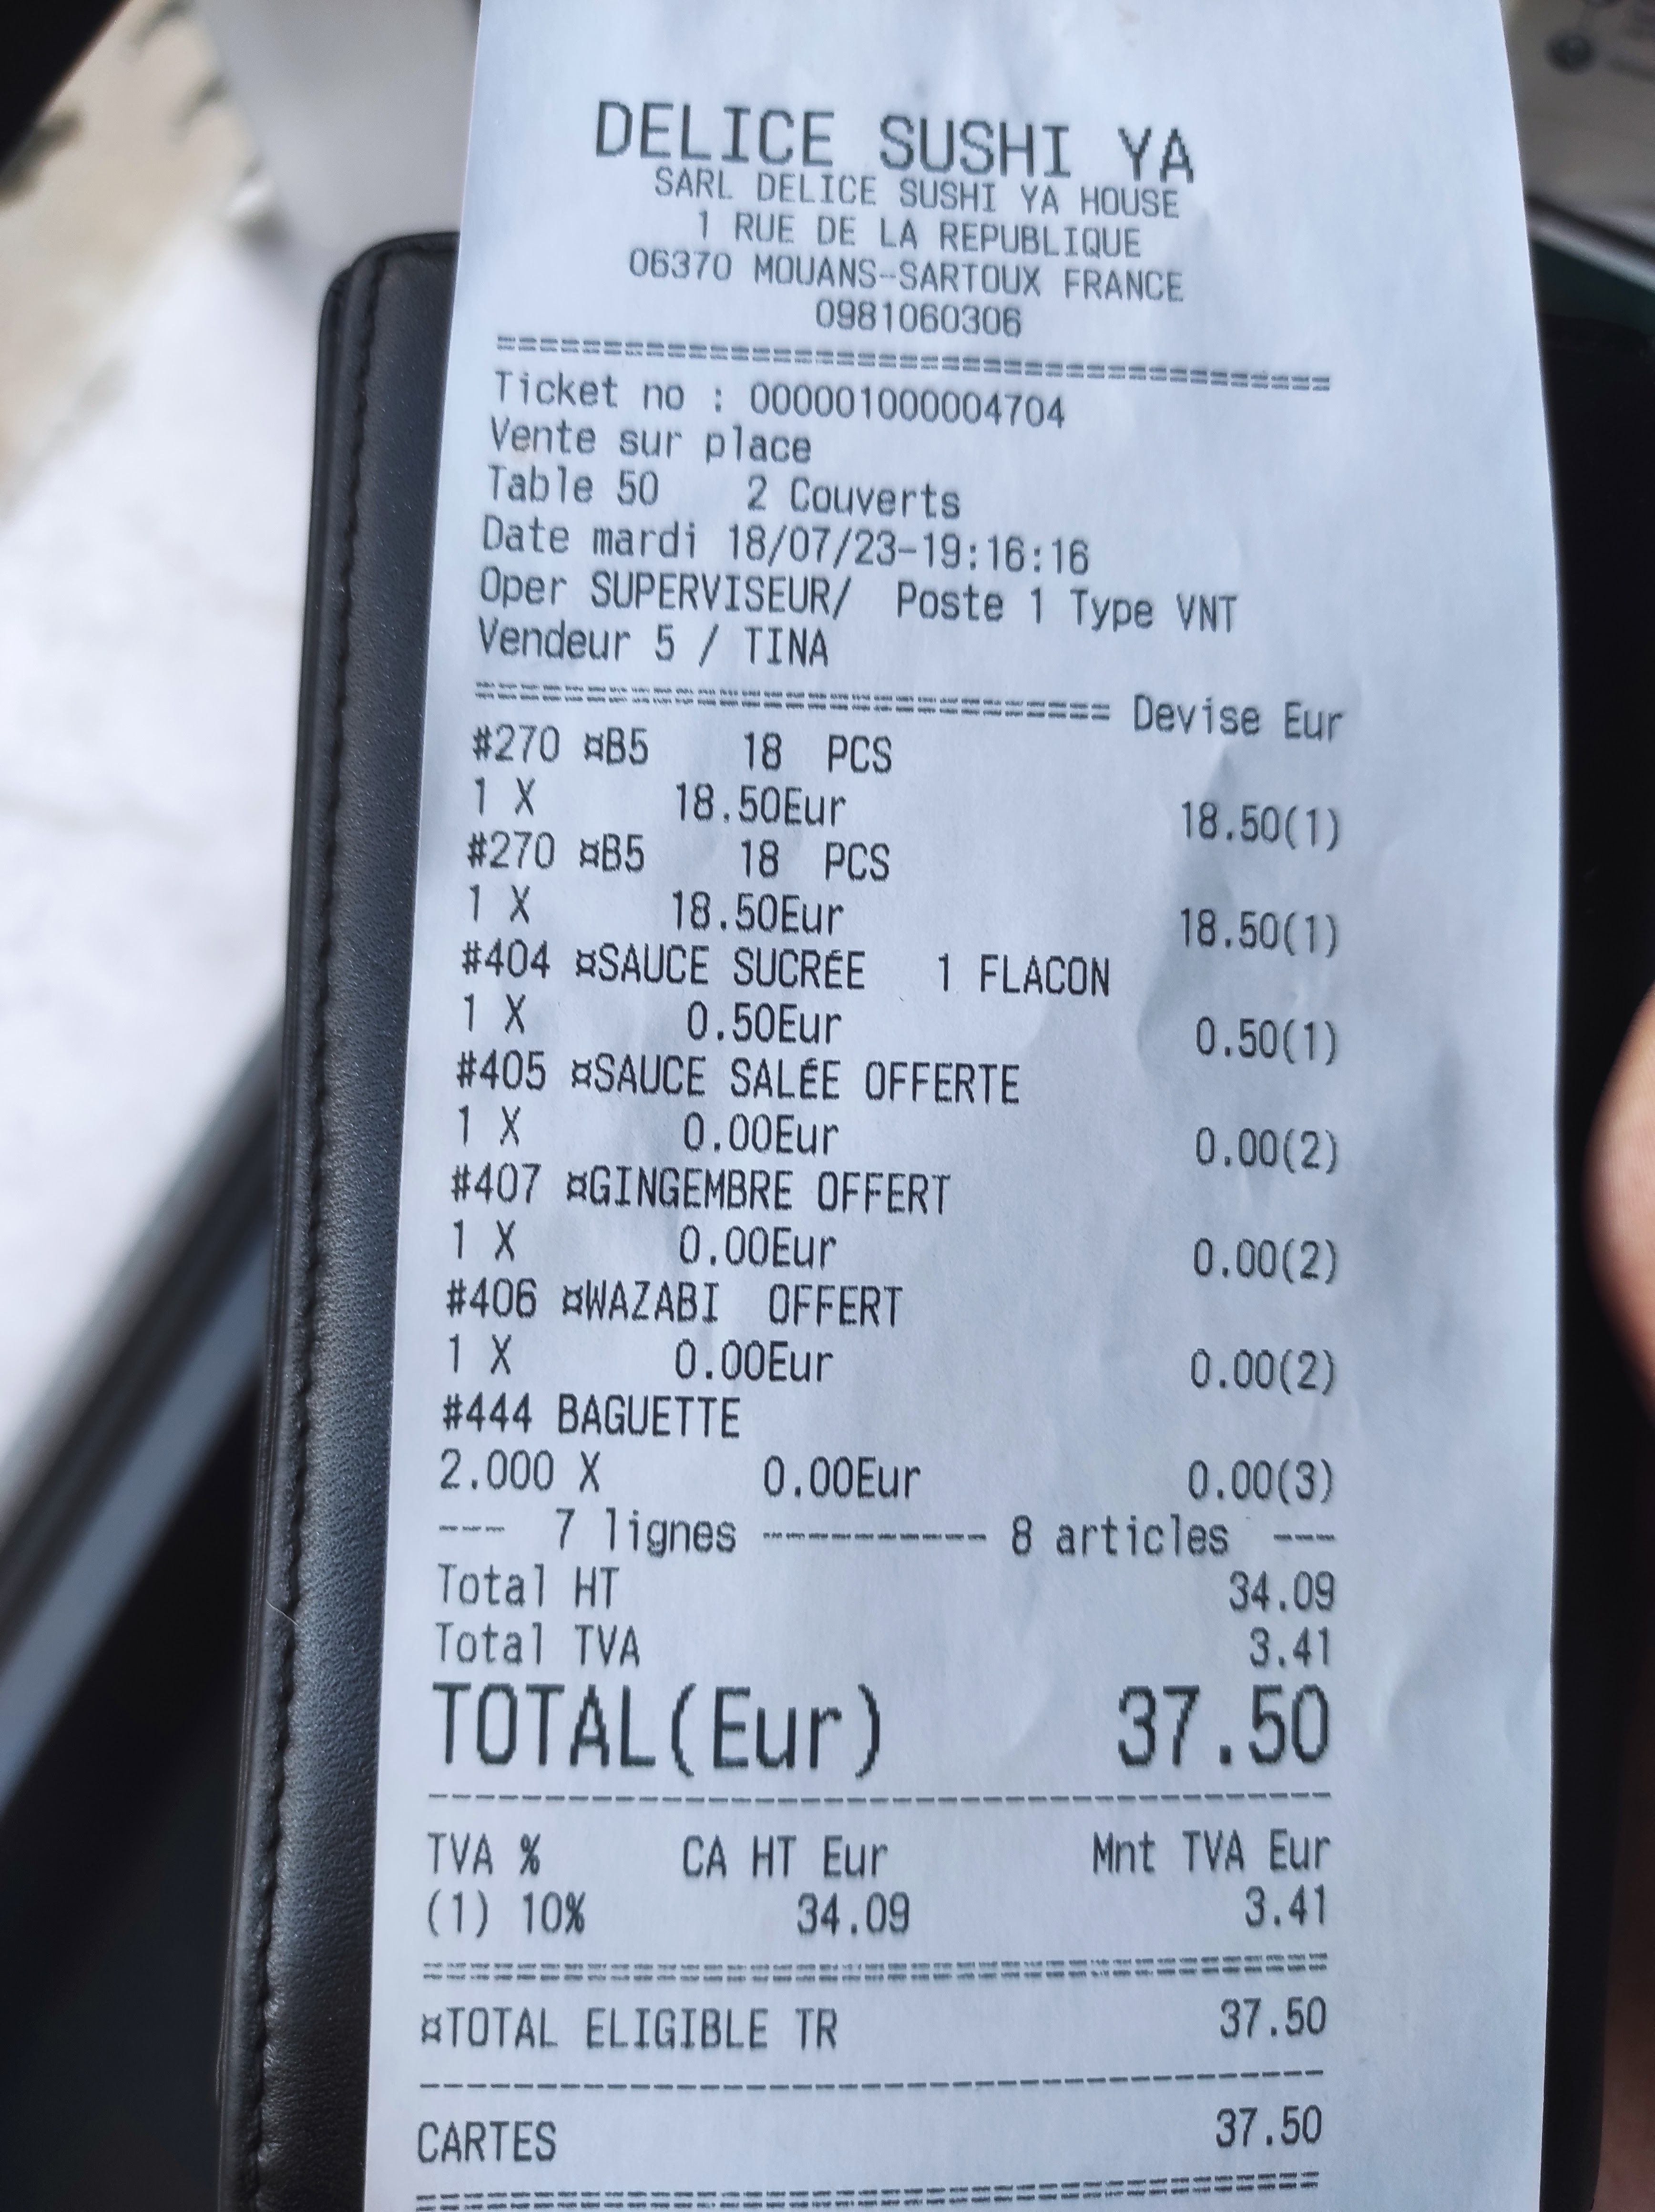 DELICE SUSHI YA
SARL DELICE SUSHI YA HOUSE
1 RUE DE LA REPUBLIQUE
06370 MOUANS-SARTOUX FRANCE
0981060306
======================================
Ticket no : 000001000004704
Vente sur place
Table 50 2 Couverts
Date mardi 18/07/23-19:16:16
Oper SUPERVISEUR/ Poste 1 Type VNT
Vendeur 5 / TINA
============================= Devise Eur
#270 ¤B5 18 PCS
1 X 18.50Eur 18.50(1)
#270 ¤B5 18 PCS
1 X 18.50Eur 18.50(1)
#404 ¤SAUCE SUCRÉE 1 FLACON
1 X 0.50Eur 0.50(1)
#405 ¤SAUCE SALÉE OFFERTE
1 X 0.00Eur 0.00(2)
#407 ¤GINGEMBRE OFFERT
1 X 0.00Eur 0.00(2)
#406 ¤WAZABI OFFERT
1 X 0.00Eur 0.00(2)
#444 BAGUETTE
2.000 X 0.00Eur 0.00(3)
--- 7 lignes ---------- 8 articles ---
Total HT 34.09
Total TVA 3.41
TOTAL(Eur) 37.50
----------------------------------------
TVA % CA HT Eur Mnt TVA Eur
(1) 10% 34.09 3.41
========================================
¤TOTAL ELIGIBLE TR 37.50
----------------------------------------
CARTES 37.50
========================================